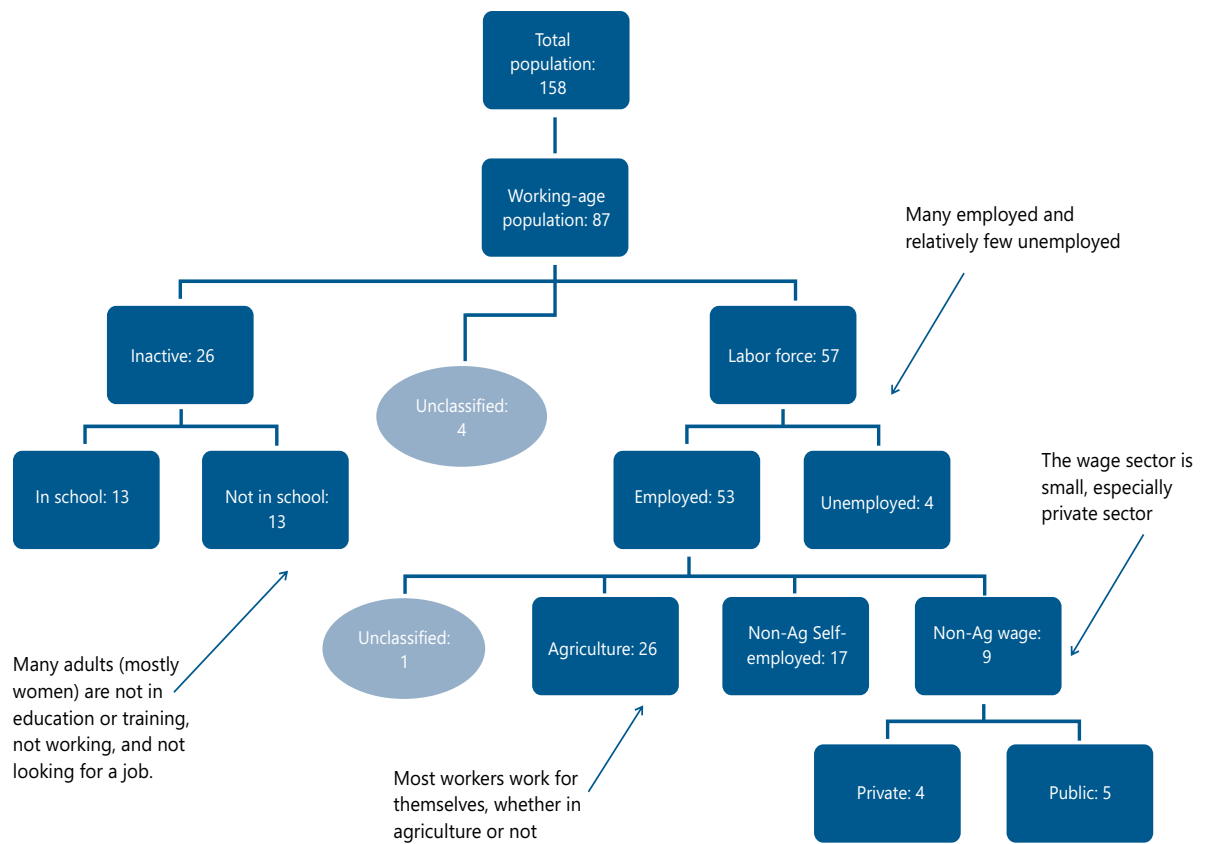 Total
population:
158
Working-age
population: 87
Many employed and
relatively few unemployed
Inactive: 26
Unclassified:
4
Labor force: 57
In school: 13
Not in school:
13
Employed: 53
Unemployed: 4
The wage sector is
small, especially
private sector
Unclassified:
1
Agriculture: 26
Non-Ag Self-
employed: 17
Non-Ag wage:
9
Many adults (mostly
women) are not in
education or training,
not working, and not
looking for a job.
Most workers work for
themselves, whether in
agriculture or not
Private: 4
Public: 5